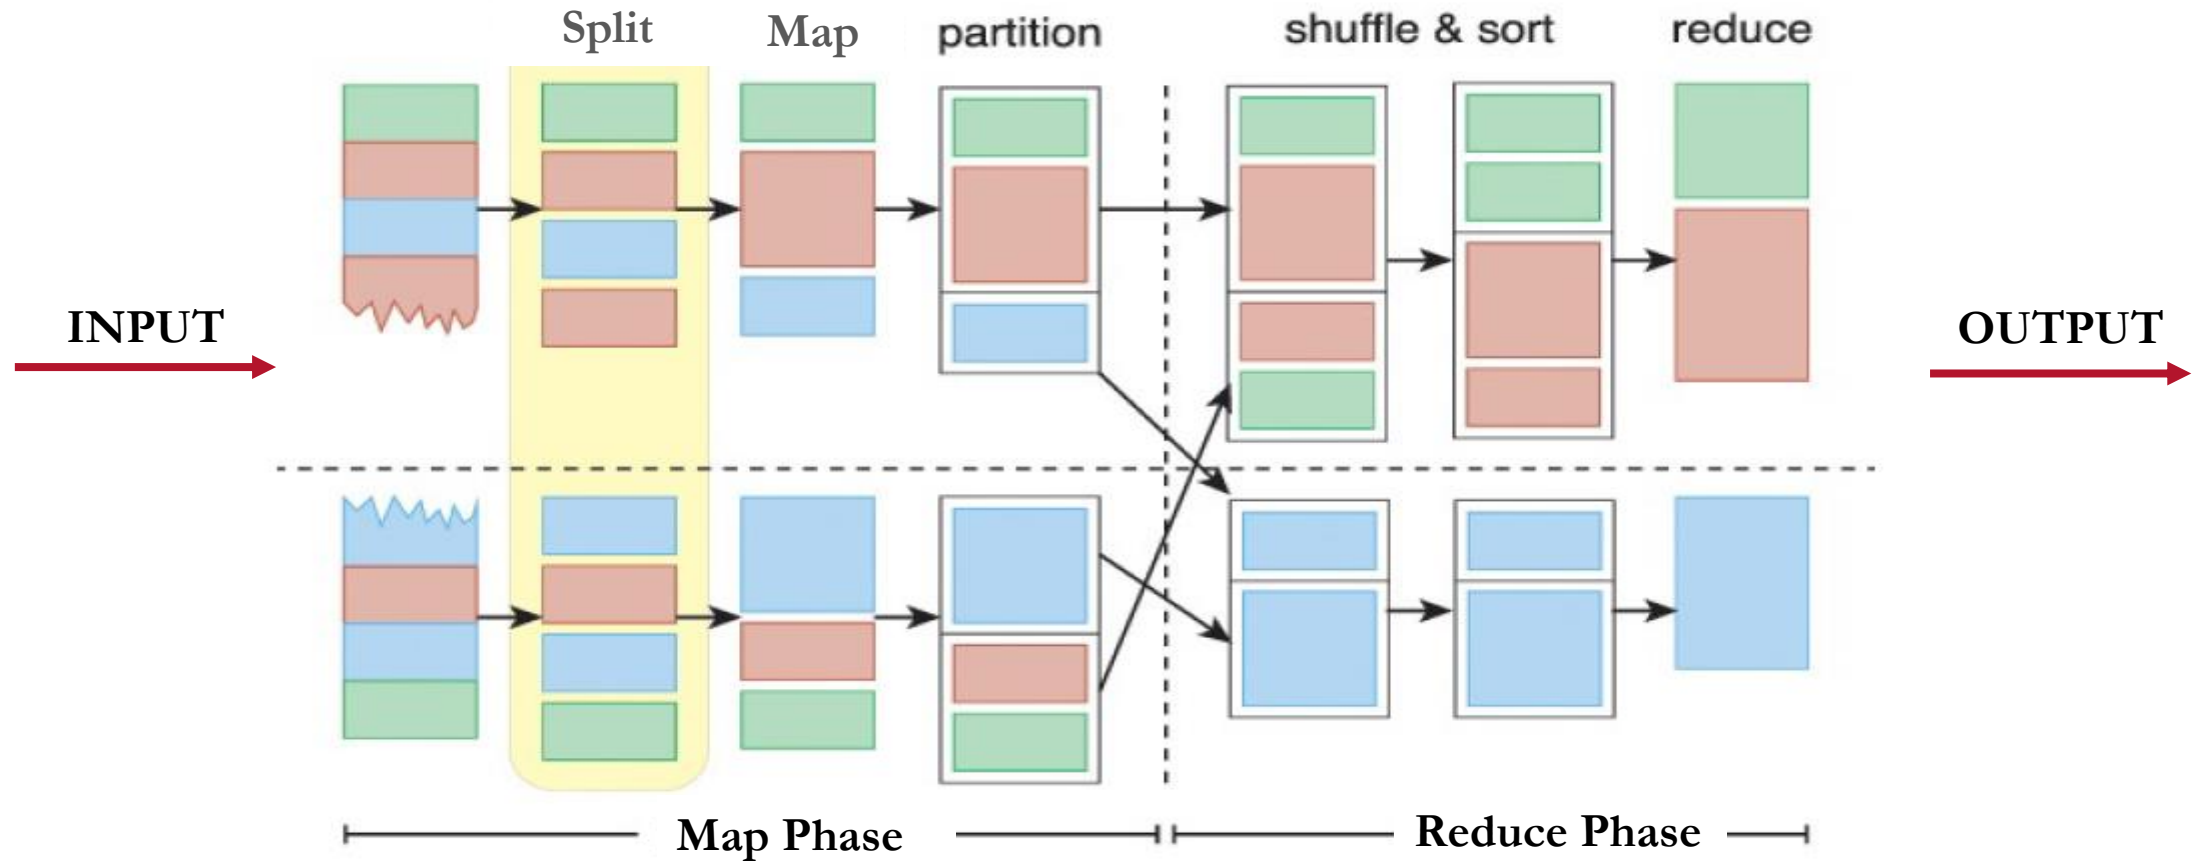 Split
Map
partition
shuffle & sort
reduce
INPUT
OUTPUT
Map Phase
Reduce Phase